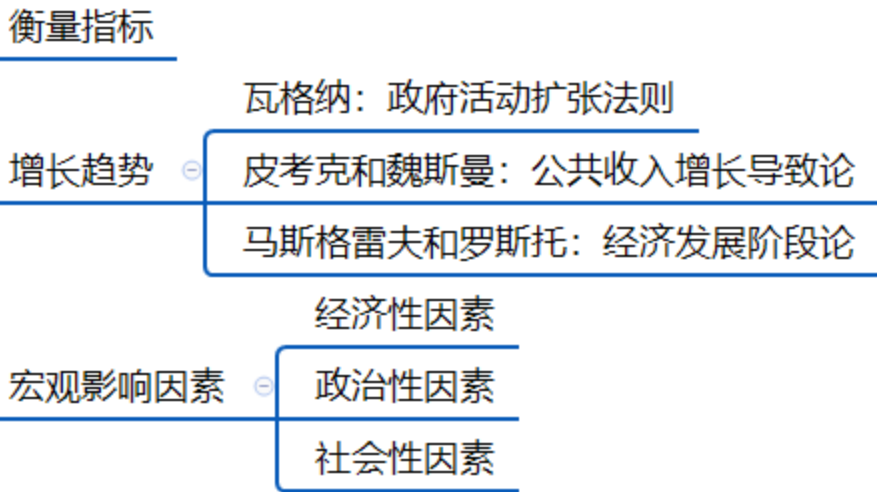 衡量指标
瓦格纳：政府活动扩张法则
增长趋势
皮考克和魏斯曼：公共收入增长导致论
马斯格雷夫和罗斯托：经济发展阶段论
经济性因素
宏观影响因素
政治性因素
社会性因素